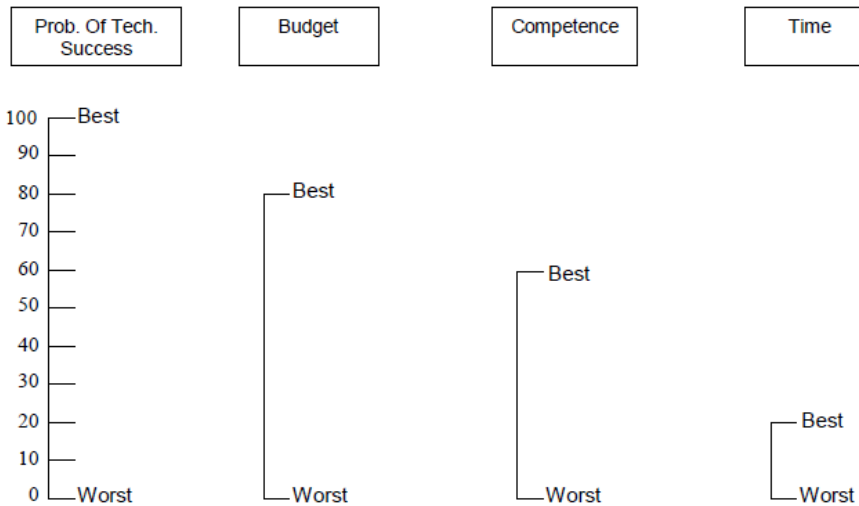 Prob. Of Tech.
Success
Budget
Competence
Time
100
Best
90
80
Best
70
60
Best
50
40
30
20
Best
10
0
Worst
Worst
Worst
Worst